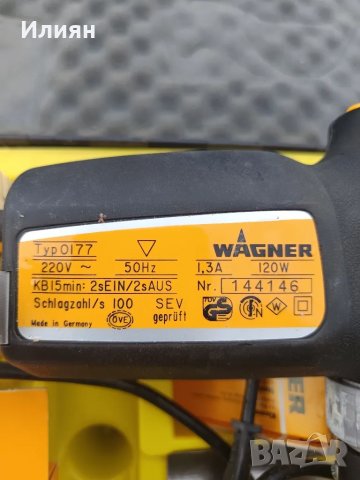 Илиян
Typ 0177
WAGNER
220V ~ 50Hz 1,3A 120W
KB15min: 2sEIN/2sAUS Nr. 144146
Schlagzahl/s 100 SEV geprüft
Made in Germany
ÖVE
BAZAR